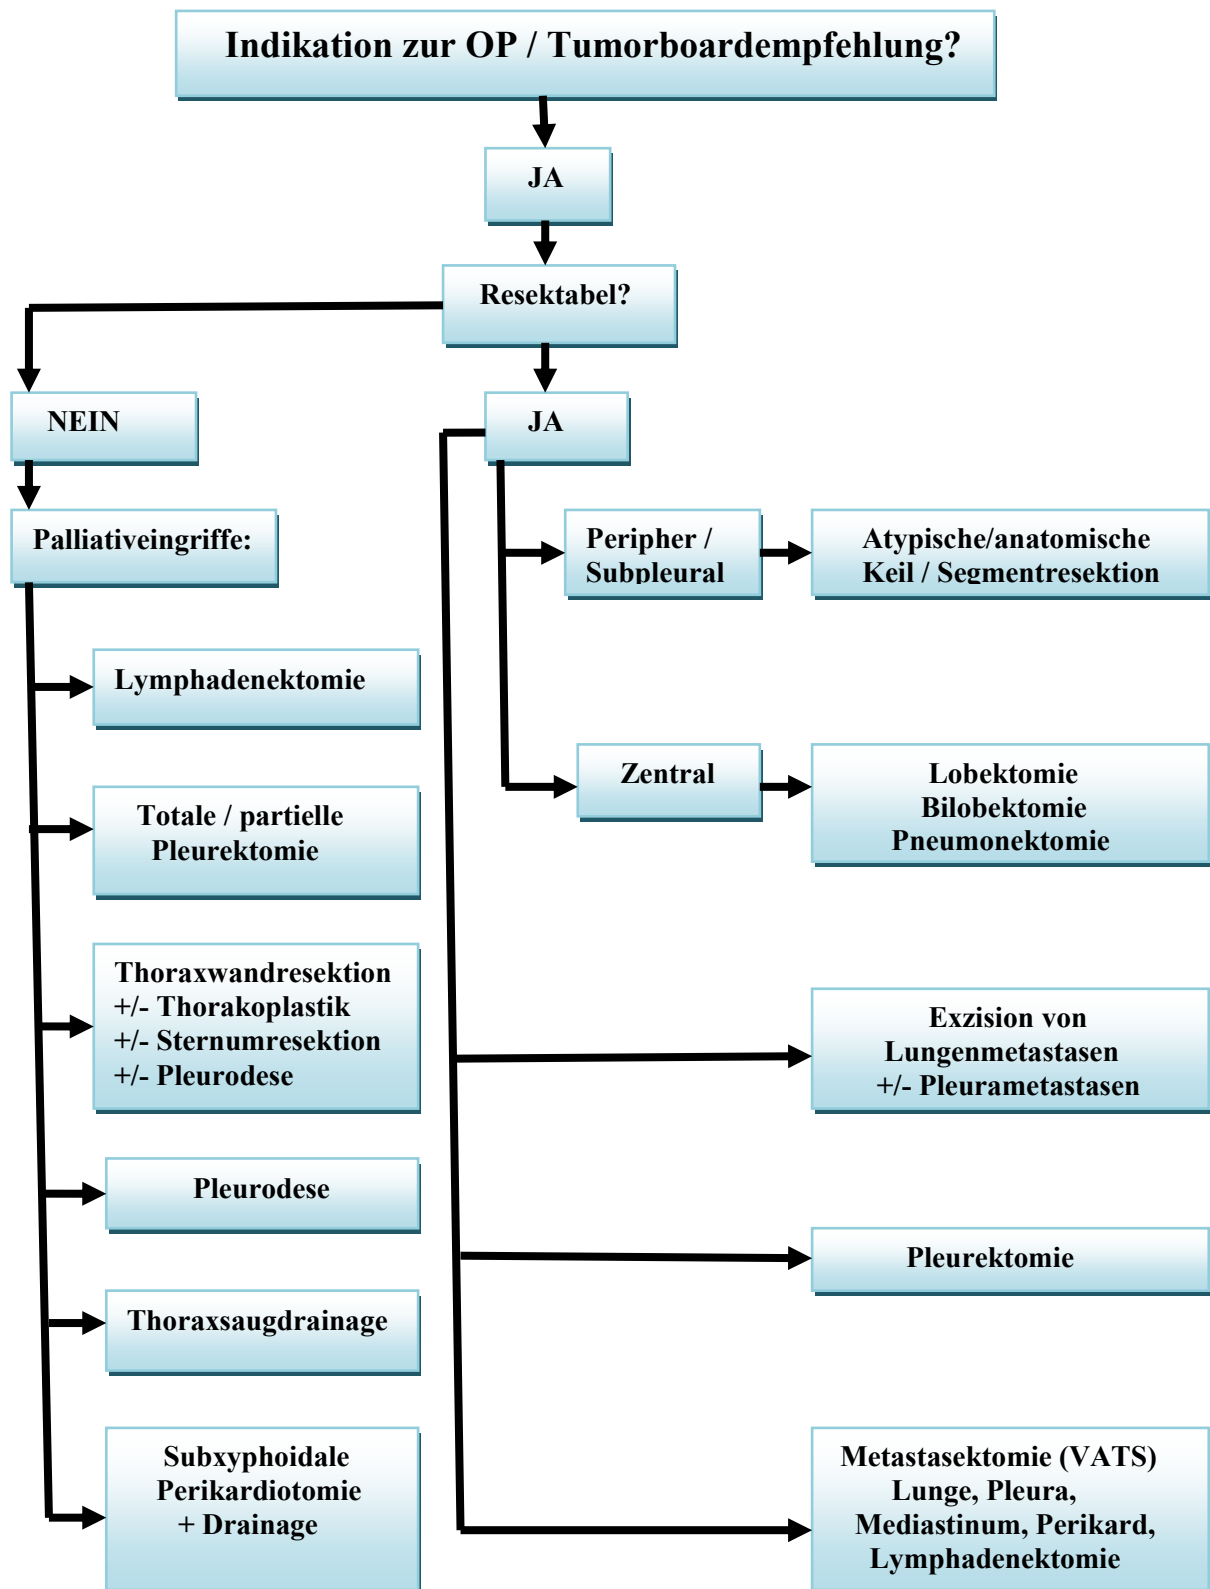 Indikation zur OP / Tumorboardempfehlung?
JA
Resektabel?
NEIN
JA
Palliativeingriffe:
Peripher /
Subpleural
Atypische/anatomische
Keil / Segmentresektion
Lymphadenektomie
Zentral
Lobektomie
Bilobektomie
Pneumonektomie
Totale / partielle
Pleurektomie
Thoraxwandresektion
+/- Thorakoplastik
+/- Sternumresektion
+/- Pleurodese
Exzision von
Lungenmetastasen
+/- Pleurametastasen
Pleurodese
Pleurektomie
Thoraxsaugdrainage
Subxyphoidale
Perikardiotomie
+ Drainage
Metastasektomie (VATS)
Lunge, Pleura,
Mediastinum, Perikard,
Lymphadenektomie